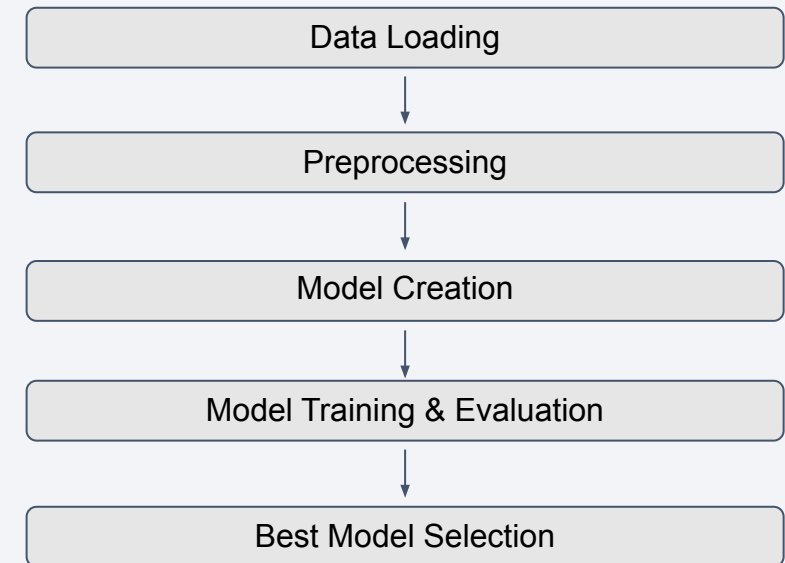 Data Loading
Preprocessing
Model Creation
Model Training & Evaluation
Best Model Selection